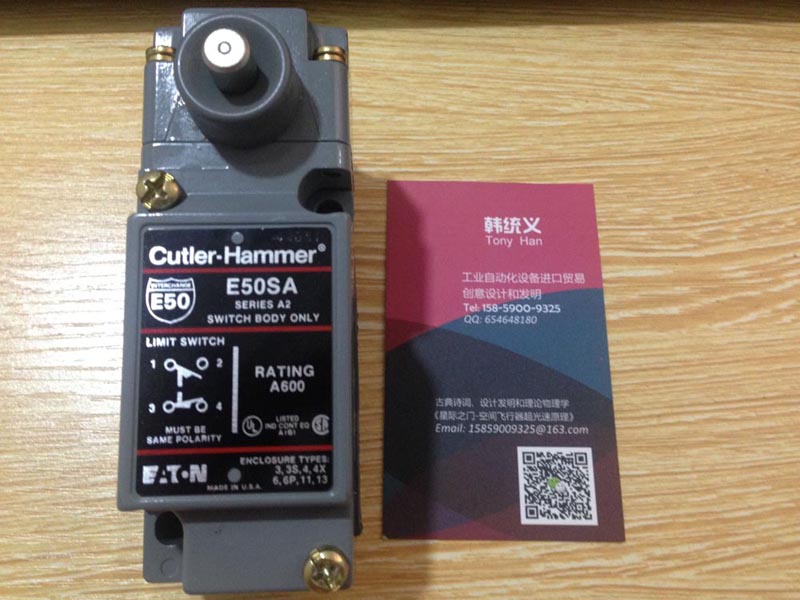 Cutler-Hammer®
INTERCHANGE
E50
E50SA
SERIES A2
SWITCH BODY ONLY
LIMIT SWITCH
1 2
3 4
MUST BE
SAME POLARITY
RATING
A600
UL
LISTED
IND CONT EQ
A1B1
EATON
MADE IN U.S.A.
ENCLOSURE TYPES:
3,3S,4,4X
6,6P,11,13
韩统义
Tony Han
工业自动化设备进口贸易
创意设计和发明
Tel: 158-5900-9325
QQ: 654648180
古典诗词、设计发明和理论物理学
《星际之门-空间飞行器超光速原理》
Email: 15859009325@163.com